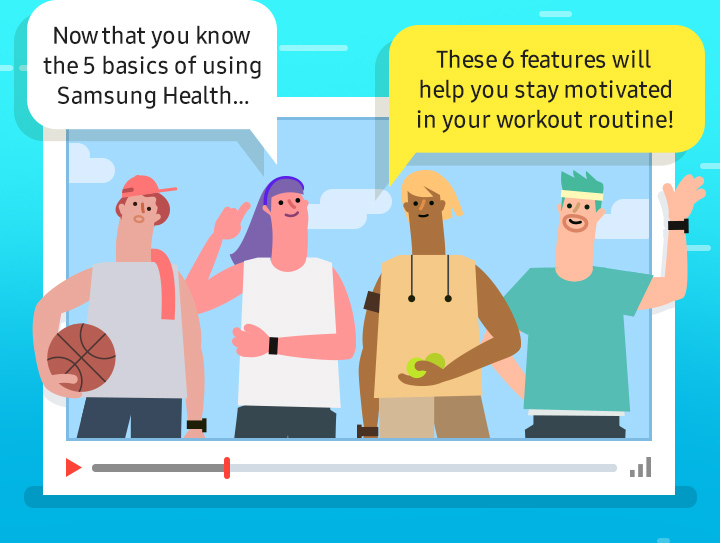 Now that you know
the 5 basics of using
Samsung Health...
These 6 features will
help you stay motivated
in your workout routine!